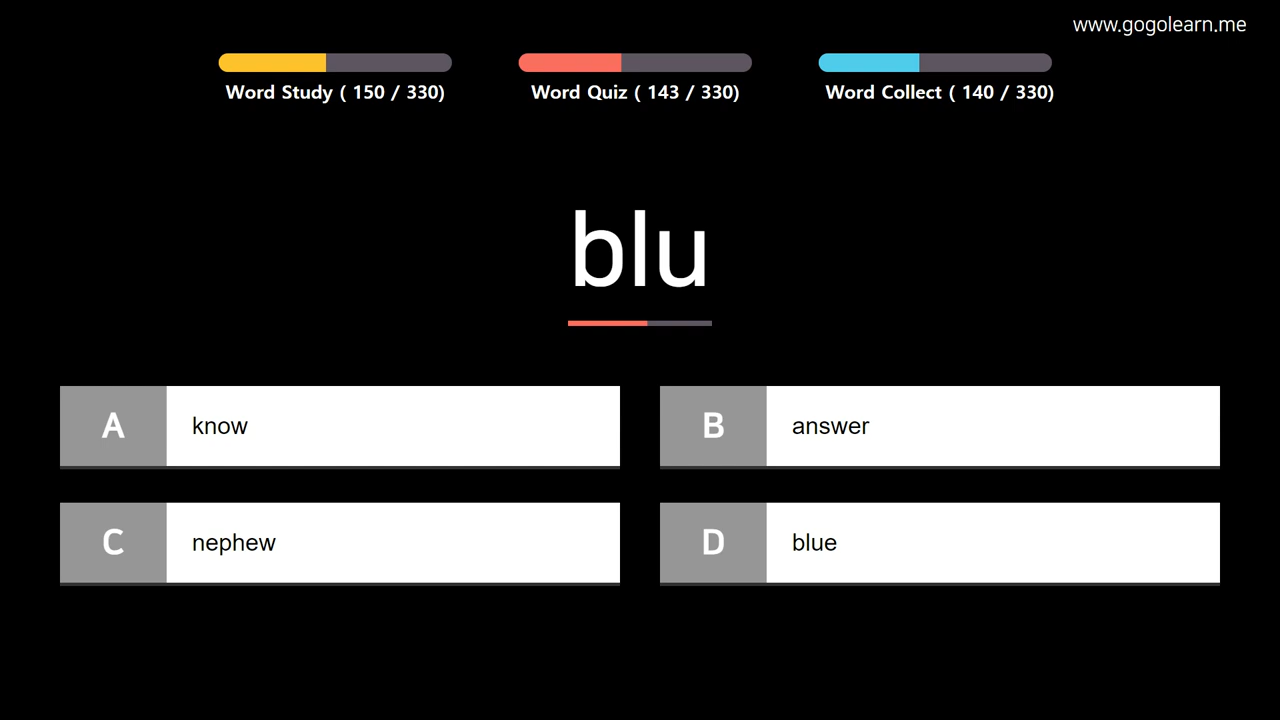 www.gogolearn.me
Word Study ( 150 / 330)
Word Quiz ( 143 / 330)
Word Collect ( 140 / 330)
blu
A know
B answer
C nephew
D blue